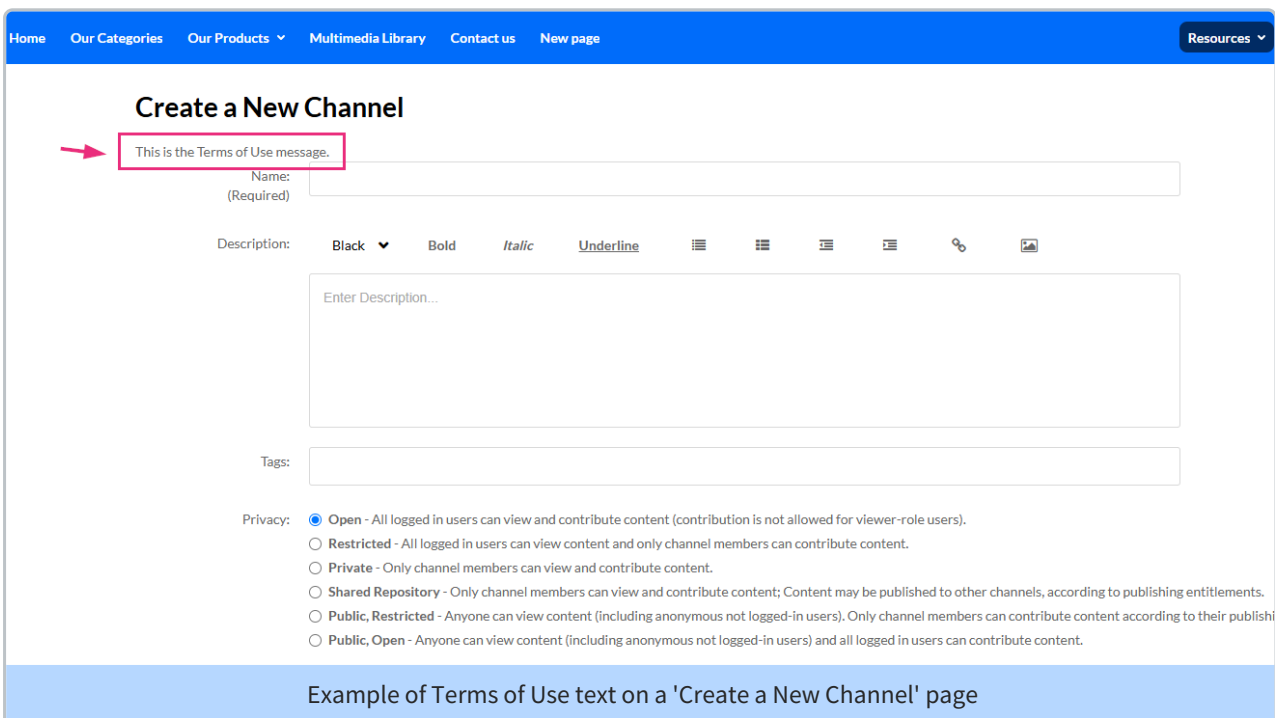 Home Our Categories Our Products Multimedia Library Contact us New page Resources
Create a New Channel
This is the Terms of Use message.
Name:
(Required)
Description: Black Bold Italic Underline
Enter Description...
Tags:
Privacy: Open - All logged in users can view and contribute content (contribution is not allowed for viewer-role users).
Restricted - All logged in users can view content and only channel members can contribute content.
Private - Only channel members can view and contribute content.
Shared Repository - Only channel members can view and contribute content; Content may be published to other channels, according to publishing entitlements.
Public, Restricted - Anyone can view content (including anonymous not logged-in users). Only channel members can contribute content according to their publishi
Public, Open - Anyone can view content (including anonymous not logged-in users) and all logged in users can contribute content.
Example of Terms of Use text on a 'Create a New Channel' page